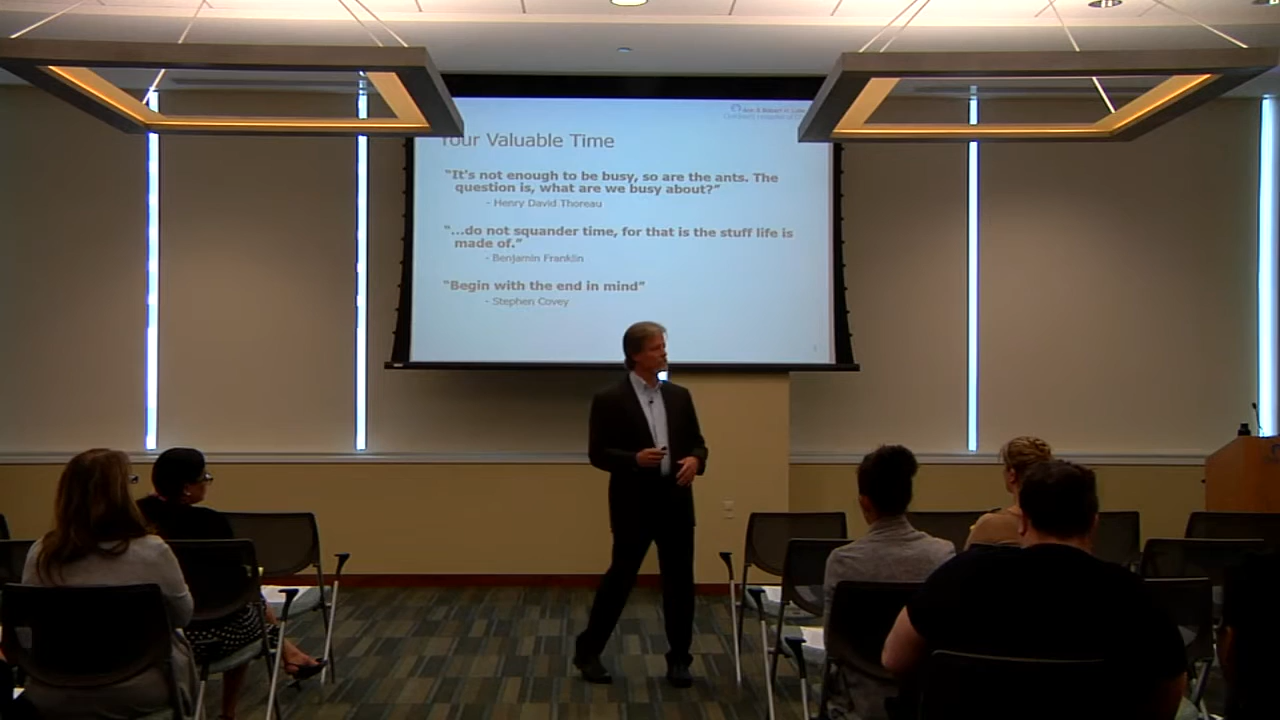 Your Valuable Time
“It's not enough to be busy, so are the ants. The
question is, what are we busy about?”
- Henry David Thoreau
“...do not squander time, for that is the stuff life is
made of.”
- Benjamin Franklin
“Begin with the end in mind”
- Stephen Covey